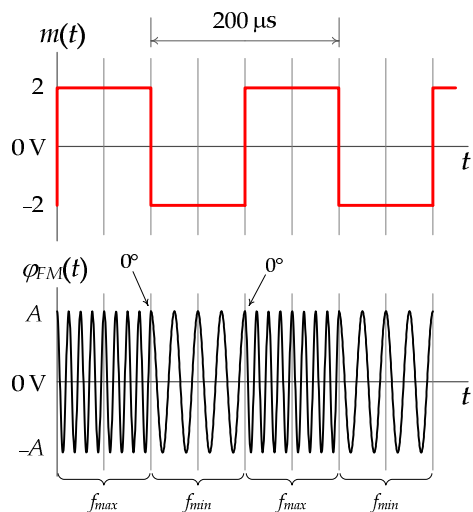 200 µs
m(t)
2
0 V
t
–2
φFM(t)
0°
0°
A
0 V
t
–A
fmax fmin fmax fmin